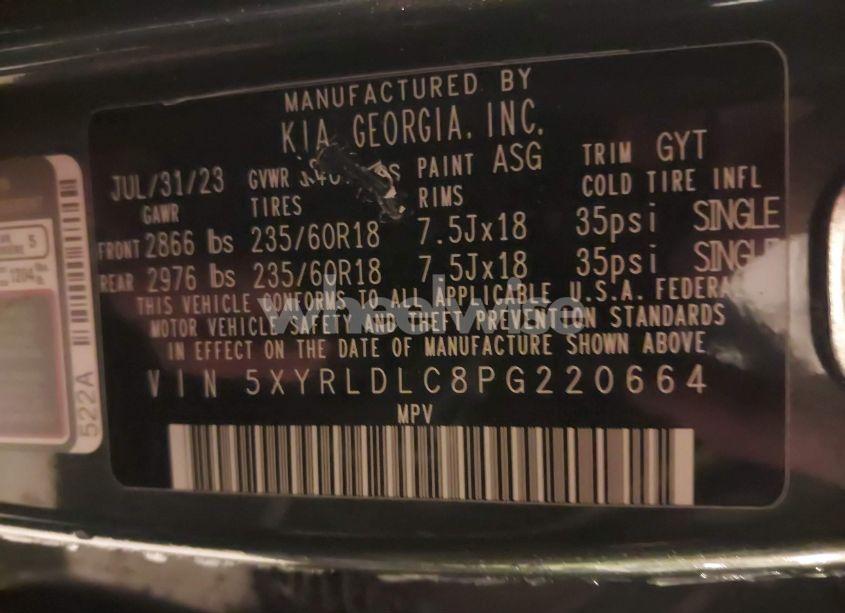 MANUFACTURED BY
KIA GEORGIA, INC.
JUL/31/23 GVWR PAINT ASG TRIM GYT
GAWR TIRES RIMS COLD TIRE INFL
FRONT 2866 lbs 235/60R18 7.5Jx18 35psi SINGLE
REAR 2976 lbs 235/60R18 7.5Jx18 35psi SINGLE
THIS VEHICLE CONFORMS TO ALL APPLICABLE U.S.A. FEDERAL
MOTOR VEHICLE SAFETY AND THEFT PREVENTION STANDARDS
IN EFFECT ON THE DATE OF MANUFACTURE SHOWN ABOVE
VIN 5XYRLDLC8PG220664
MPV
522A
5